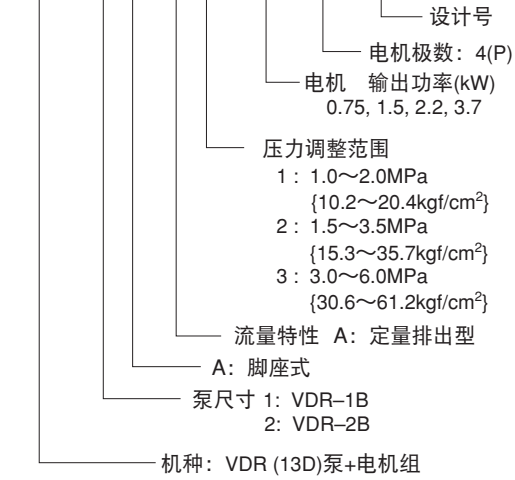 设计号
电机极数：4(P)
电机 输出功率(kW)
0.75, 1.5, 2.2, 3.7
压力调整范围
1：1.0～2.0MPa
{10.2～20.4kgf/cm²}
2：1.5～3.5MPa
{15.3～35.7kgf/cm²}
3：3.0～6.0MPa
{30.6～61.2kgf/cm²}
流量特性 A：定量排出型
A：脚座式
泵尺寸 1: VDR–1B
2: VDR–2B
机种：VDR (13D)泵+电机组